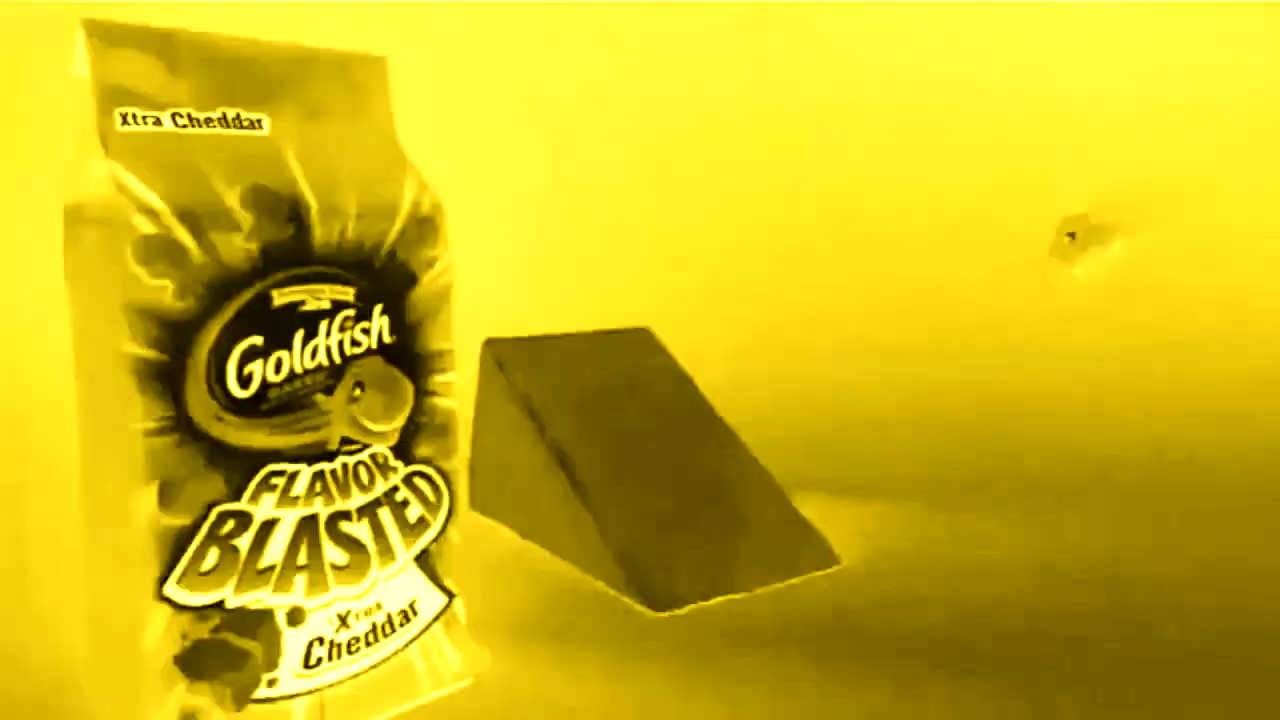 Xtra Cheddar
Goldfish
FLAVOR
BLASTED
Xtra
Cheddar